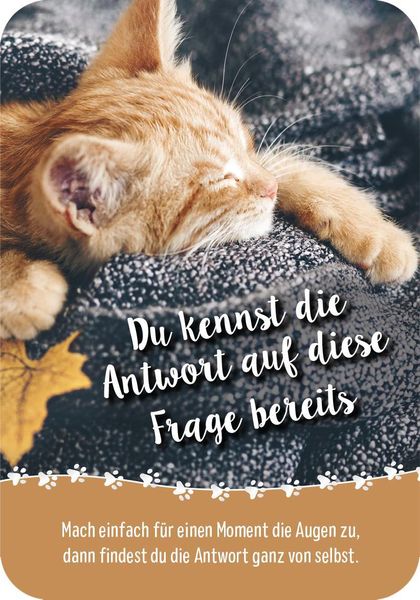 Du kennst die
Antwort auf diese
Frage bereits
Mach einfach für einen Moment die Augen zu,
dann findest du die Antwort ganz von selbst.